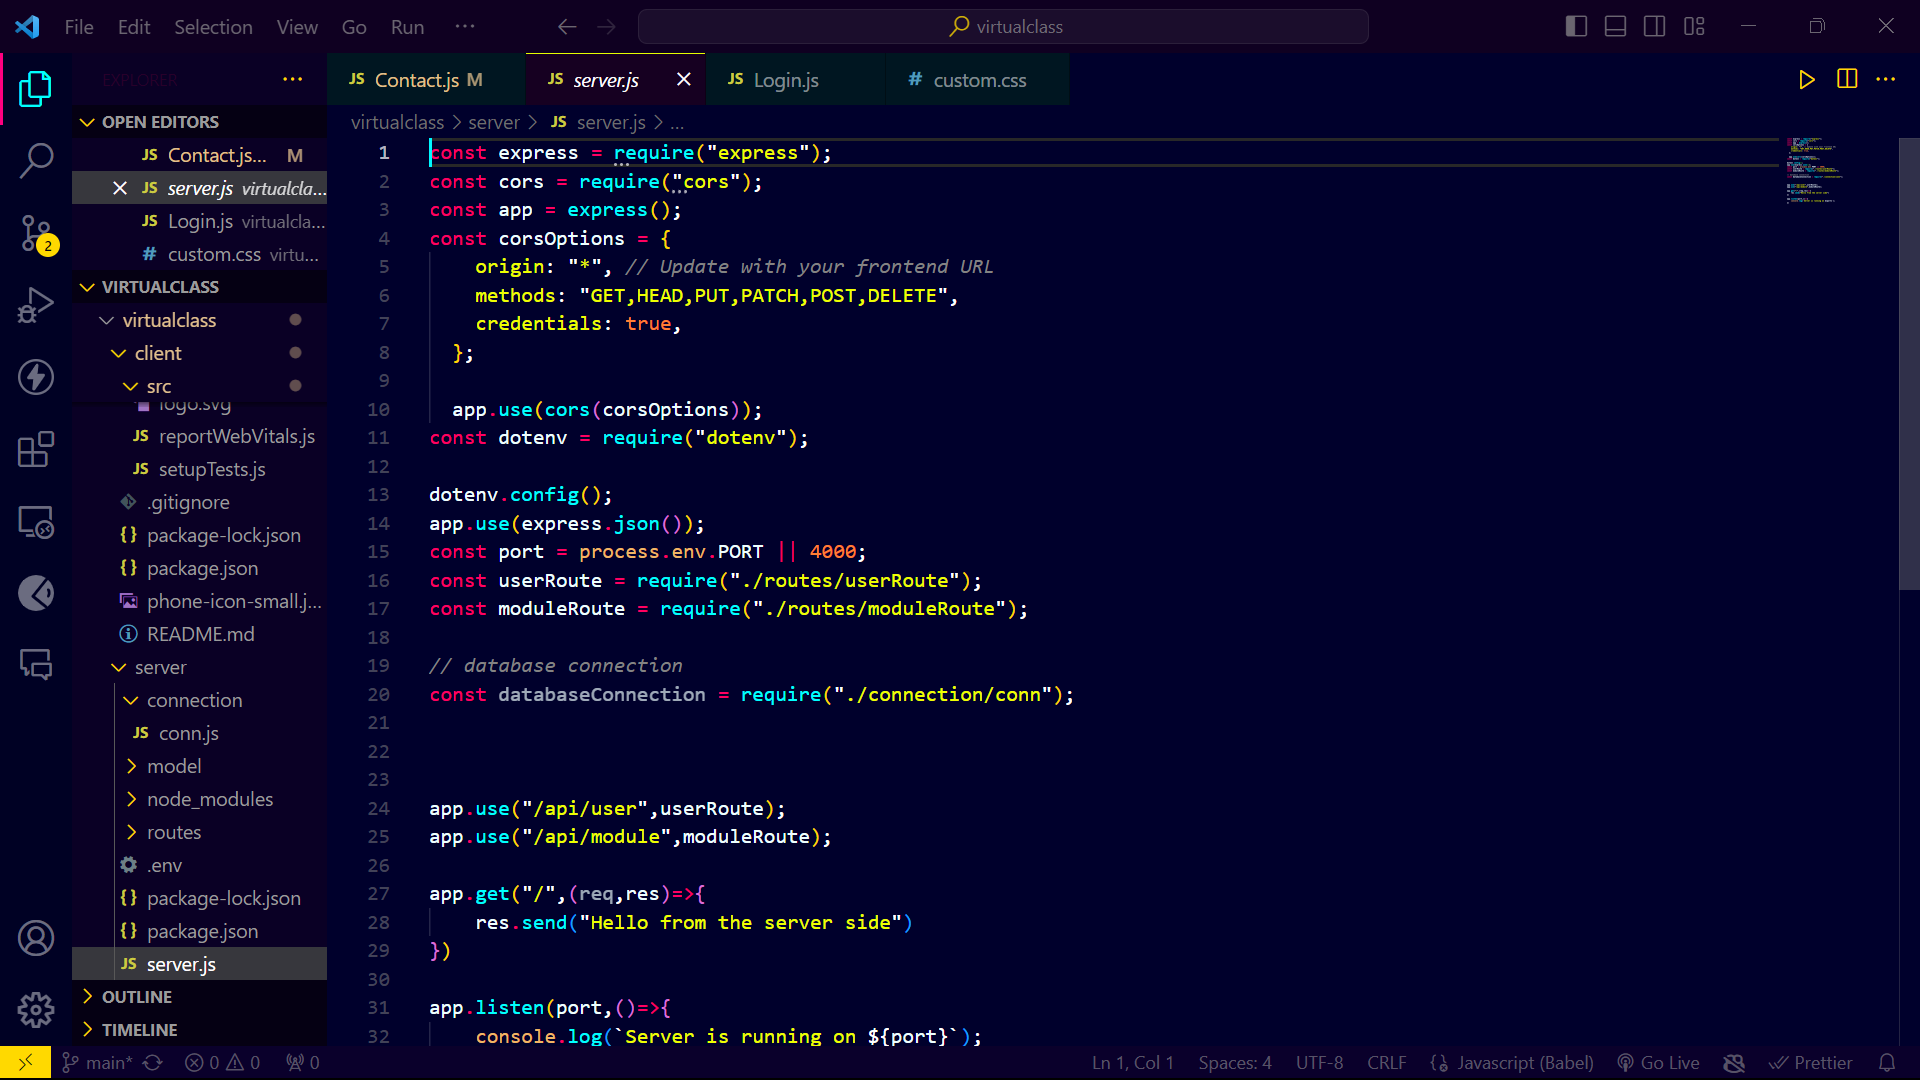 File Edit Selection View Go Run ··· virtualclass
EXPLORER ···
OPEN EDITORS
JS Contact.js... M
JS server.js virtualcla...
JS Login.js virtualcla...
# custom.css virtu...
VIRTUALCLASS
virtualclass
client
src
logo.svg
JS reportWebVitals.js
JS setupTests.js
.gitignore
{} package-lock.json
{} package.json
phone-icon-small.j...
README.md
server
connection
JS conn.js
model
node_modules
routes
.env
{} package-lock.json
{} package.json
JS server.js
OUTLINE
TIMELINE
2
JS Contact.js M JS server.js JS Login.js # custom.css
virtualclass > server > JS server.js > ...
1 const express = require("express");
2 const cors = require("cors");
3 const app = express();
4 const corsOptions = {
5 origin: "*", // Update with your frontend URL
6 methods: "GET,HEAD,PUT,PATCH,POST,DELETE",
7 credentials: true,
8 };
9
10 app.use(cors(corsOptions));
11 const dotenv = require("dotenv");
12
13 dotenv.config();
14 app.use(express.json());
15 const port = process.env.PORT || 4000;
16 const userRoute = require("./routes/userRoute");
17 const moduleRoute = require("./routes/moduleRoute");
18
19 // database connection
20 const databaseConnection = require("./connection/conn");
21
22
23
24 app.use("/api/user",userRoute);
25 app.use("/api/module",moduleRoute);
26
27 app.get("/",(req,res)=>{
28 res.send("Hello from the server side")
29 })
30
31 app.listen(port,()=>{
32 console.log(`Server is running on ${port}`);
main* 0 0 0 Ln 1, Col 1 Spaces: 4 UTF-8 CRLF {} Javascript (Babel) Go Live Prettier